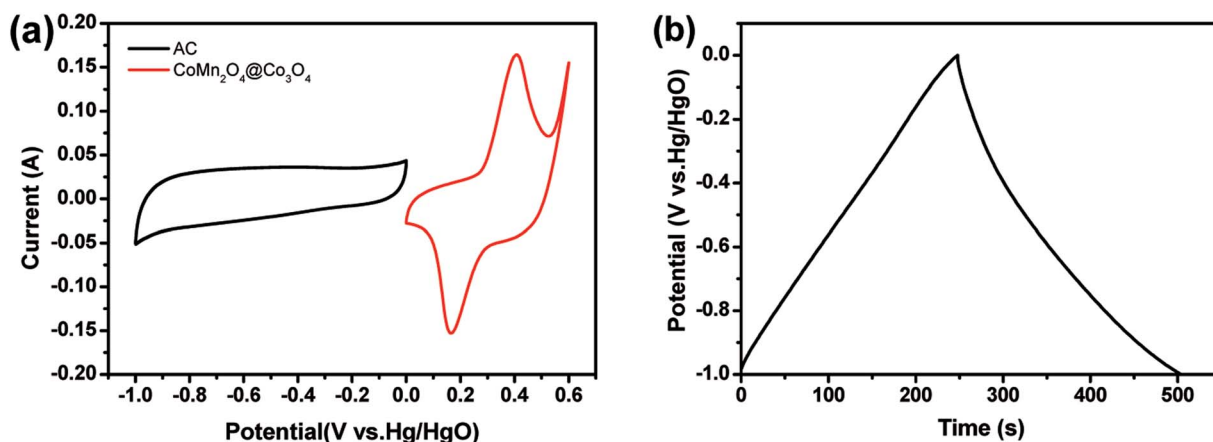 (a)
AC
CoMn₂O₄@Co₃O₄
Current (A)
0.20
0.15
0.10
0.05
0.00
-0.05
-0.10
-0.15
-0.20
-1.0 -0.8 -0.6 -0.4 -0.2 0.0 0.2 0.4 0.6
Potential(V vs.Hg/HgO)
(b)
Potential (V vs.Hg/HgO)
0.0
-0.2
-0.4
-0.6
-0.8
-1.0
0 100 200 300 400 500
Time (s)